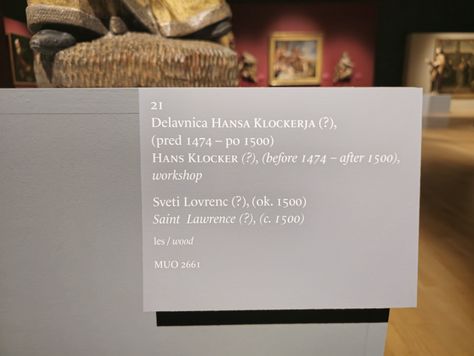 21
Delavnica HANSA KLOCKERJA (?),
(pred 1474 – po 1500)
HANS KLOCKER (?), (before 1474 – after 1500),
workshop
Sveti Lovrenc (?), (ok. 1500)
Saint Lawrence (?), (c. 1500)
les / wood
MUO 2661